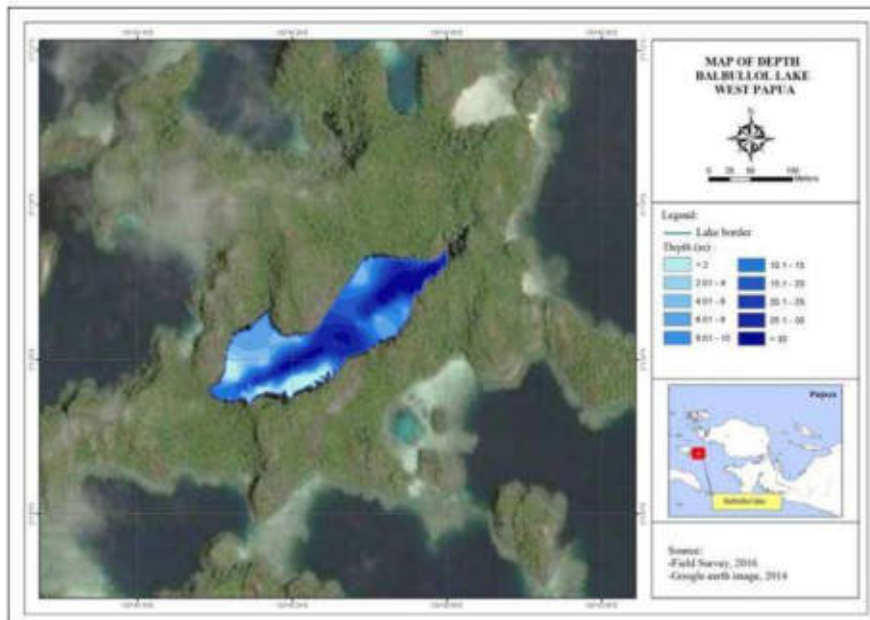 MAP OF DEPTH
BALBULLOL LAKE
WEST PAPUA
N
0 25 50 100
Meters
Legend:
Lake border
Depth (m) :
< 2
2.01 - 4
4.01 - 6
6.01 - 8
8.01 - 10
10.1 - 15
15.1 - 20
20.1 - 25
25.1 - 30
> 30
Papua
Balbullol lake
Source:
-Field Survey, 2016
-Google earth image, 2014